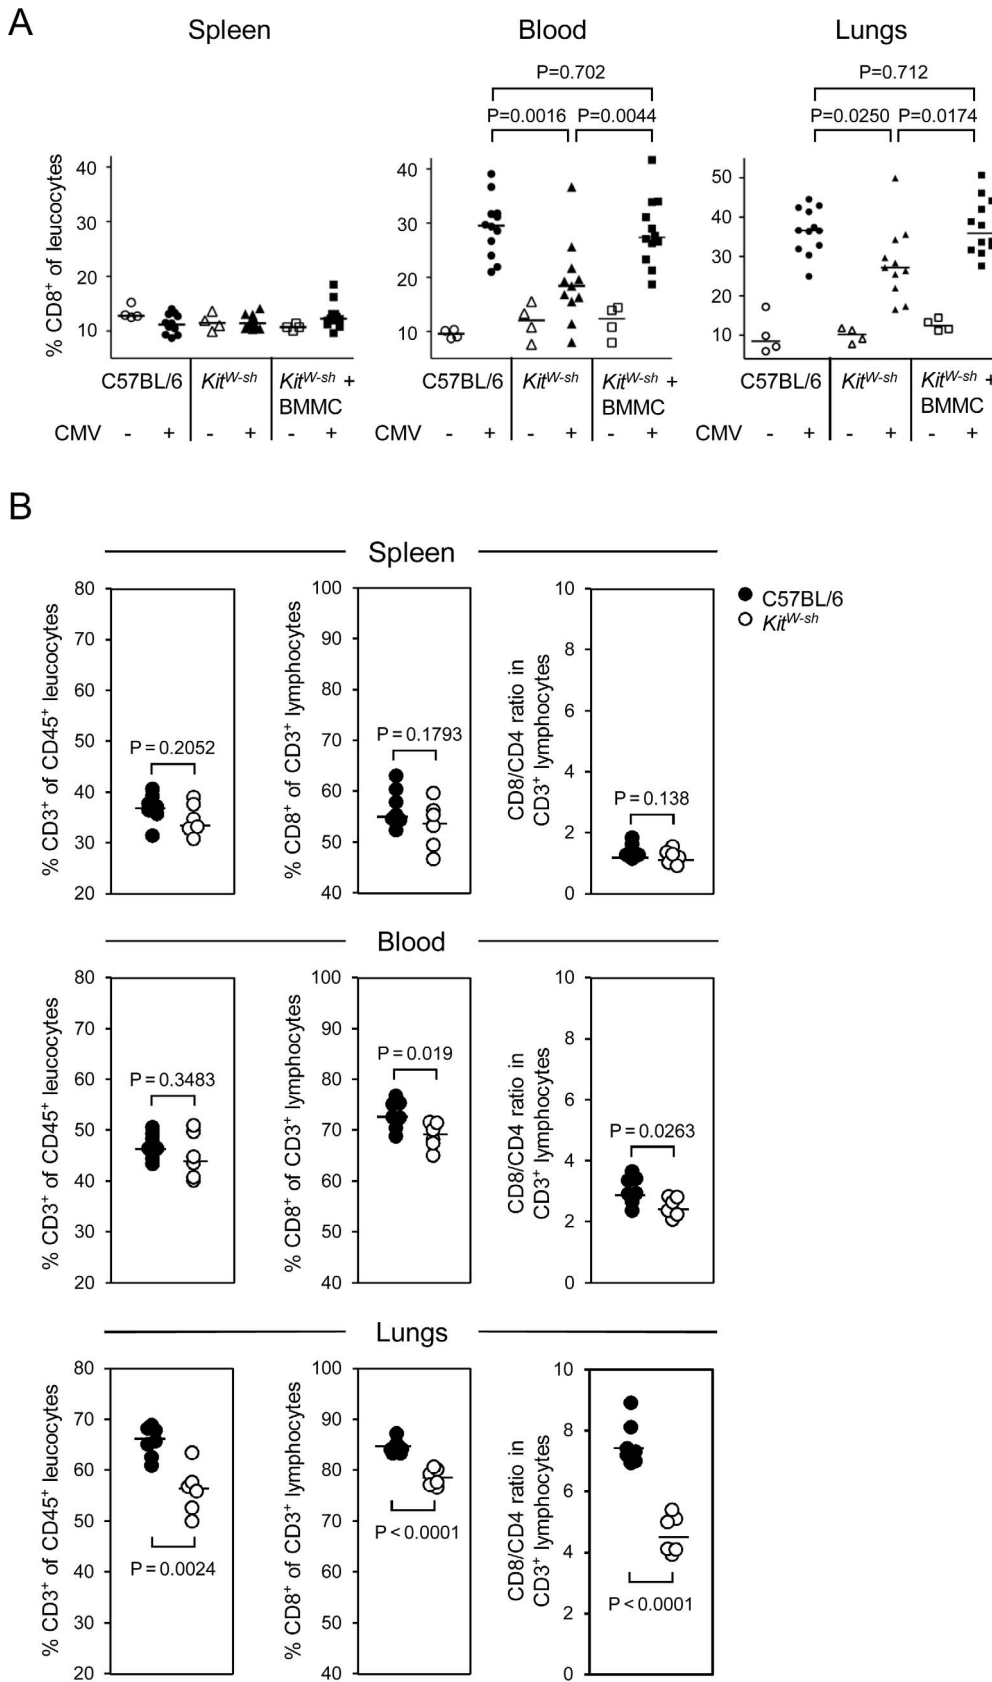 A
Spleen
Blood
Lungs
P=0.702
P=0.0016
P=0.0044
P=0.712
P=0.0250
P=0.0174
% CD8⁺ of leucocytes
40
30
20
10
40
30
20
10
50
40
30
20
10
C57BL/6
Kitᵂ⁻ˢʰ
Kitᵂ⁻ˢʰ +
BMMC
C57BL/6
Kitᵂ⁻ˢʰ
Kitᵂ⁻ˢʰ +
BMMC
C57BL/6
Kitᵂ⁻ˢʰ
Kitᵂ⁻ˢʰ +
BMMC
CMV - + - + - +
CMV - + - + - +
CMV - + - + - +
B
Spleen
% CD3⁺ of CD45⁺ leucocytes
80
70
60
50
40
30
20
P = 0.2052
% CD8⁺ of CD3⁺ lymphocytes
100
90
80
70
60
50
40
P = 0.1793
CD8/CD4 ratio in
CD3⁺ lymphocytes
10
8
6
4
2
0
P = 0.138
C57BL/6
Kitᵂ⁻ˢʰ
Blood
% CD3⁺ of CD45⁺ leucocytes
80
70
60
50
40
30
20
P = 0.3483
% CD8⁺ of CD3⁺ lymphocytes
100
90
80
70
60
50
40
P = 0.019
CD8/CD4 ratio in
CD3⁺ lymphocytes
10
8
6
4
2
0
P = 0.0263
Lungs
% CD3⁺ of CD45⁺ leucocytes
80
70
60
50
40
30
20
P = 0.0024
% CD8⁺ of CD3⁺ lymphocytes
100
90
80
70
60
50
40
P < 0.0001
CD8/CD4 ratio in
CD3⁺ lymphocytes
10
8
6
4
2
0
P < 0.0001